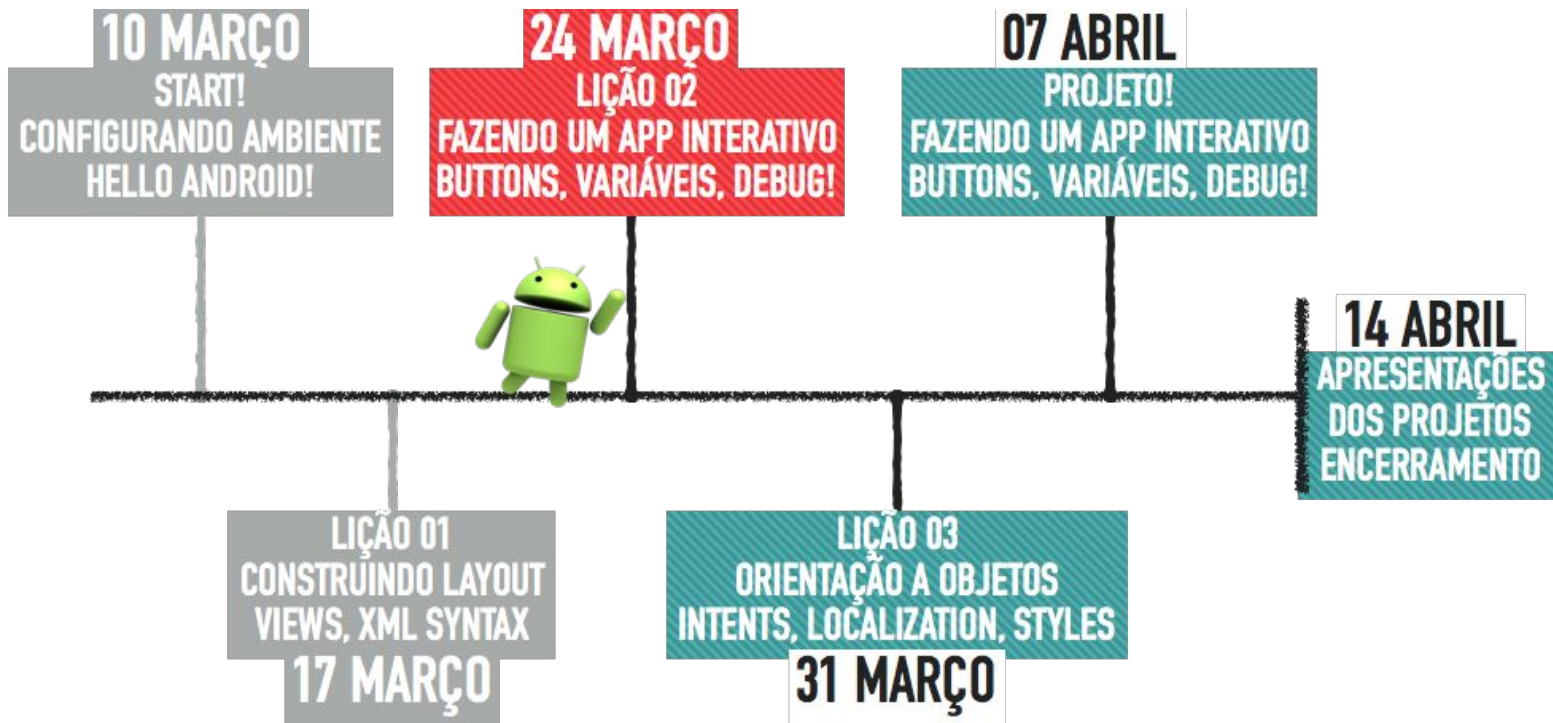 10 MARÇO
START!
CONFIGURANDO AMBIENTE
HELLO ANDROID!
LIÇÃO 01
CONSTRUINDO LAYOUT
VIEWS, XML SYNTAX
17 MARÇO
24 MARÇO
LIÇÃO 02
FAZENDO UM APP INTERATIVO
BUTTONS, VARIÁVEIS, DEBUG!
LIÇÃO 03
ORIENTAÇÃO A OBJETOS
INTENTS, LOCALIZATION, STYLES
31 MARÇO
07 ABRIL
PROJETO!
FAZENDO UM APP INTERATIVO
BUTTONS, VARIÁVEIS, DEBUG!
14 ABRIL
APRESENTAÇÕES
DOS PROJETOS
ENCERRAMENTO